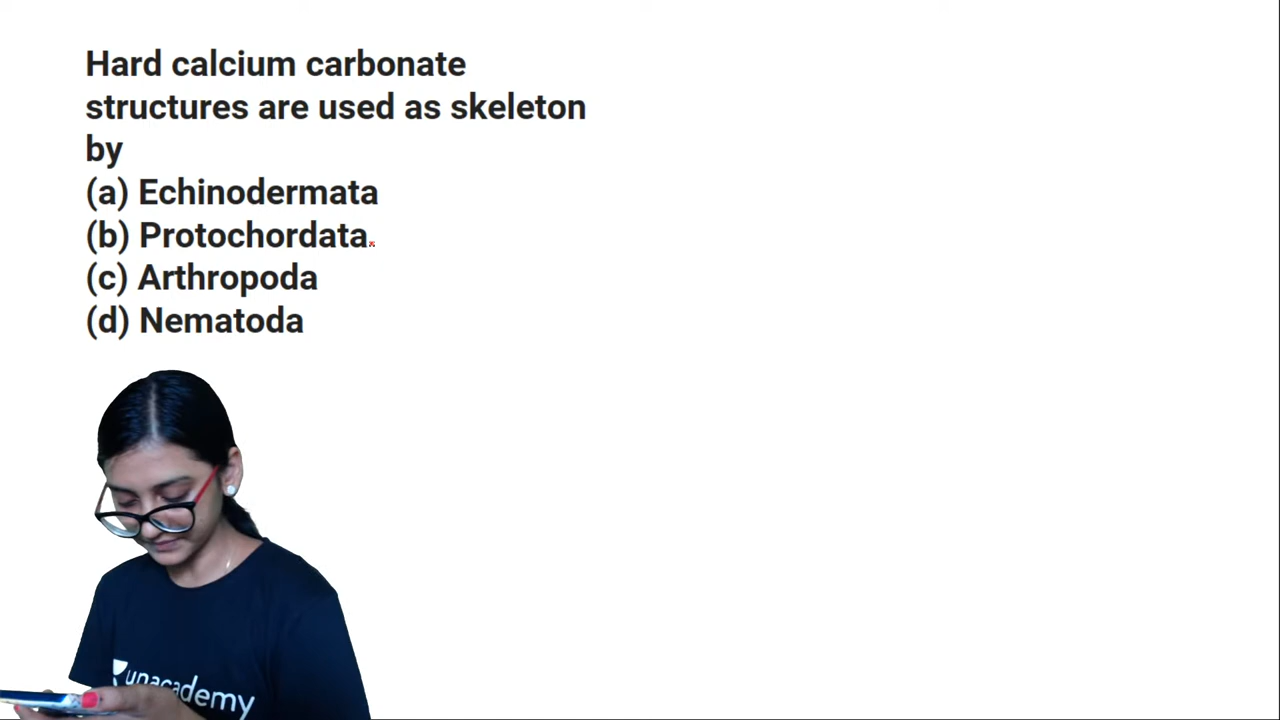 Hard calcium carbonate
structures are used as skeleton
by
(a) Echinodermata
(b) Protochordata
(c) Arthropoda
(d) Nematoda
unacademy